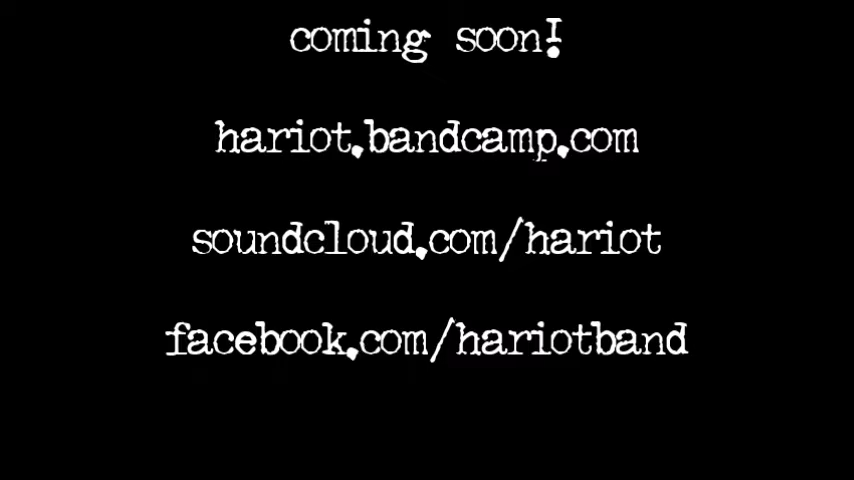 coming soon!
hariot.bandcamp.com
soundcloud.com/hariot
facebook.com/hariotband